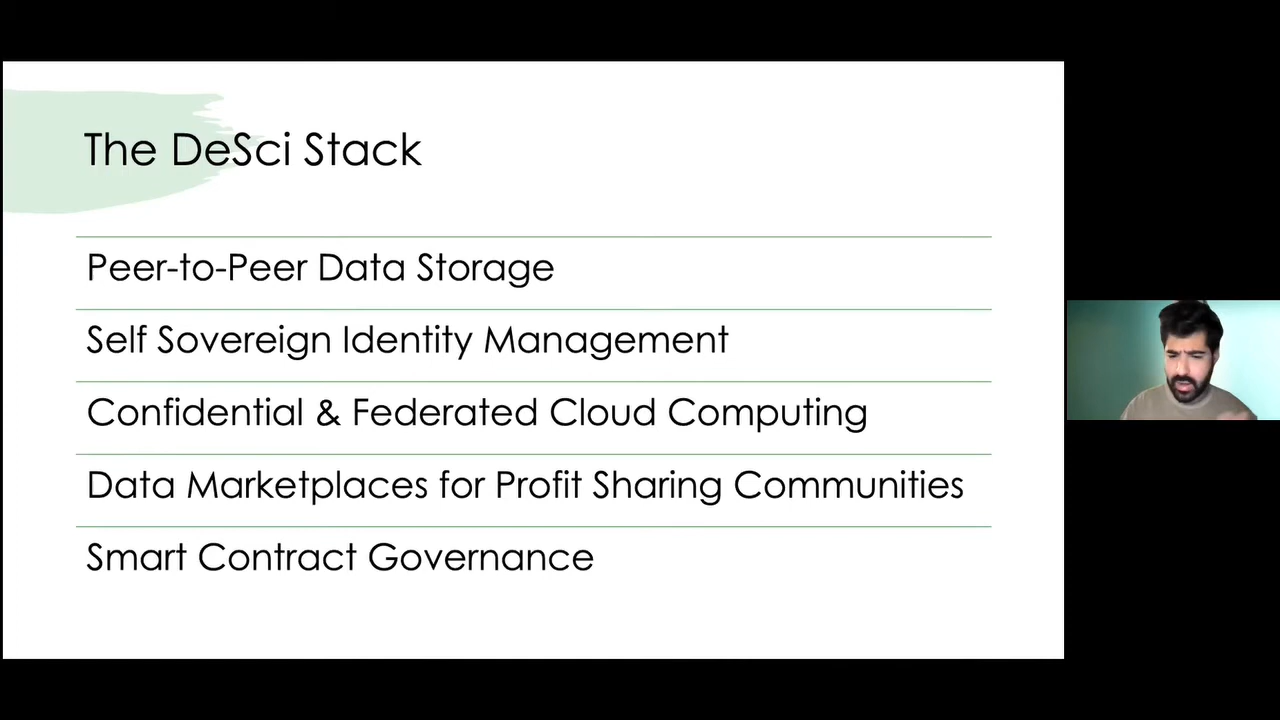 The DeSci Stack
Peer-to-Peer Data Storage
Self Sovereign Identity Management
Confidential & Federated Cloud Computing
Data Marketplaces for Profit Sharing Communities
Smart Contract Governance